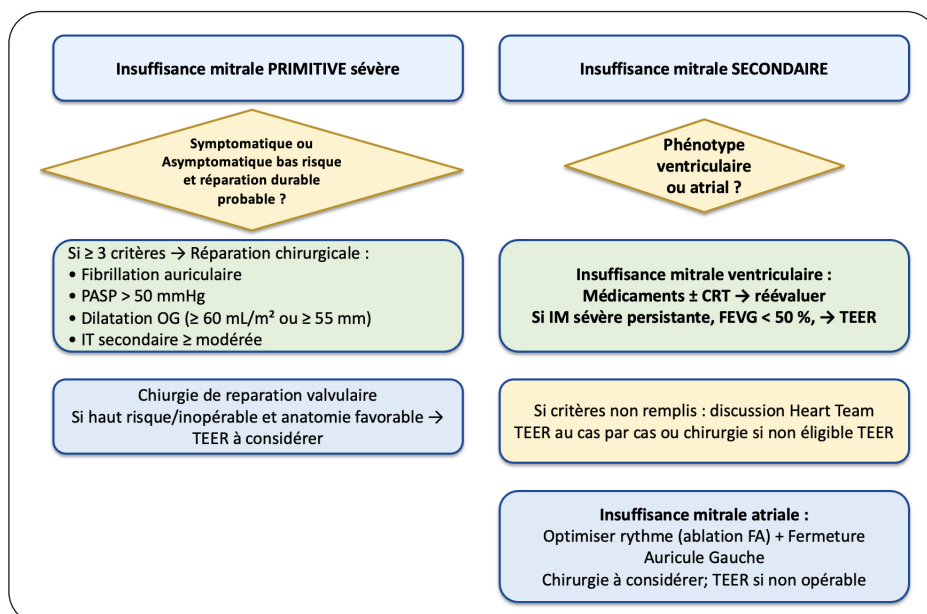 Insuffisance mitrale PRIMITIVE sévère
Symptomatique ou
Asymptomatique bas risque
et réparation durable
probable ?
Si ≥ 3 critères → Réparation chirurgicale :
• Fibrillation auriculaire
• PASP > 50 mmHg
• Dilatation OG (≥ 60 mL/m² ou ≥ 55 mm)
• IT secondaire ≥ modérée
Chiurgie de reparation valvulaire
Si haut risque/inopérable et anatomie favorable →
TEER à considérer
Insuffisance mitrale SECONDAIRE
Phénotype
ventriculaire
ou atrial ?
Insuffisance mitrale ventriculaire :
Médicaments ± CRT → réévaluer
Si IM sévère persistante, FEVG < 50 %, → TEER
Si critères non remplis : discussion Heart Team
TEER au cas par cas ou chirurgie si non éligible TEER
Insuffisance mitrale atriale :
Optimiser rythme (ablation FA) + Fermeture
Auricule Gauche
Chirurgie à considérer; TEER si non opérable